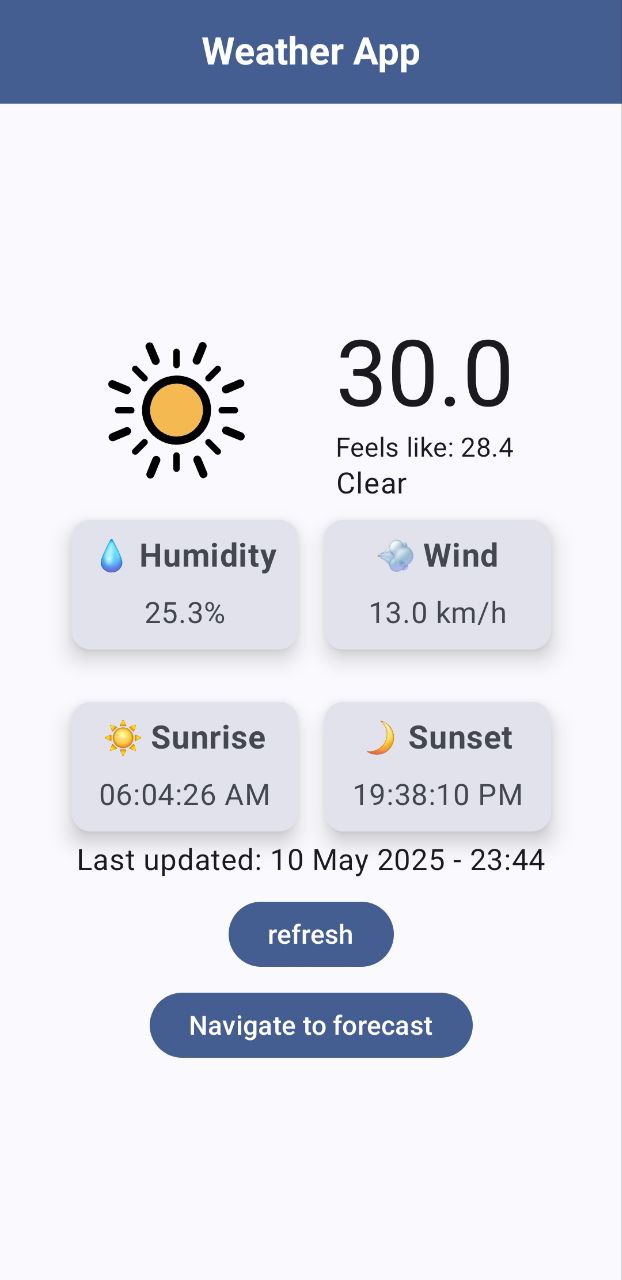 Weather App
30.0
Feels like: 28.4
Clear
Humidity
25.3%
Wind
13.0 km/h
Sunrise
06:04:26 AM
Sunset
19:38:10 PM
Last updated: 10 May 2025 - 23:44
refresh
Navigate to forecast